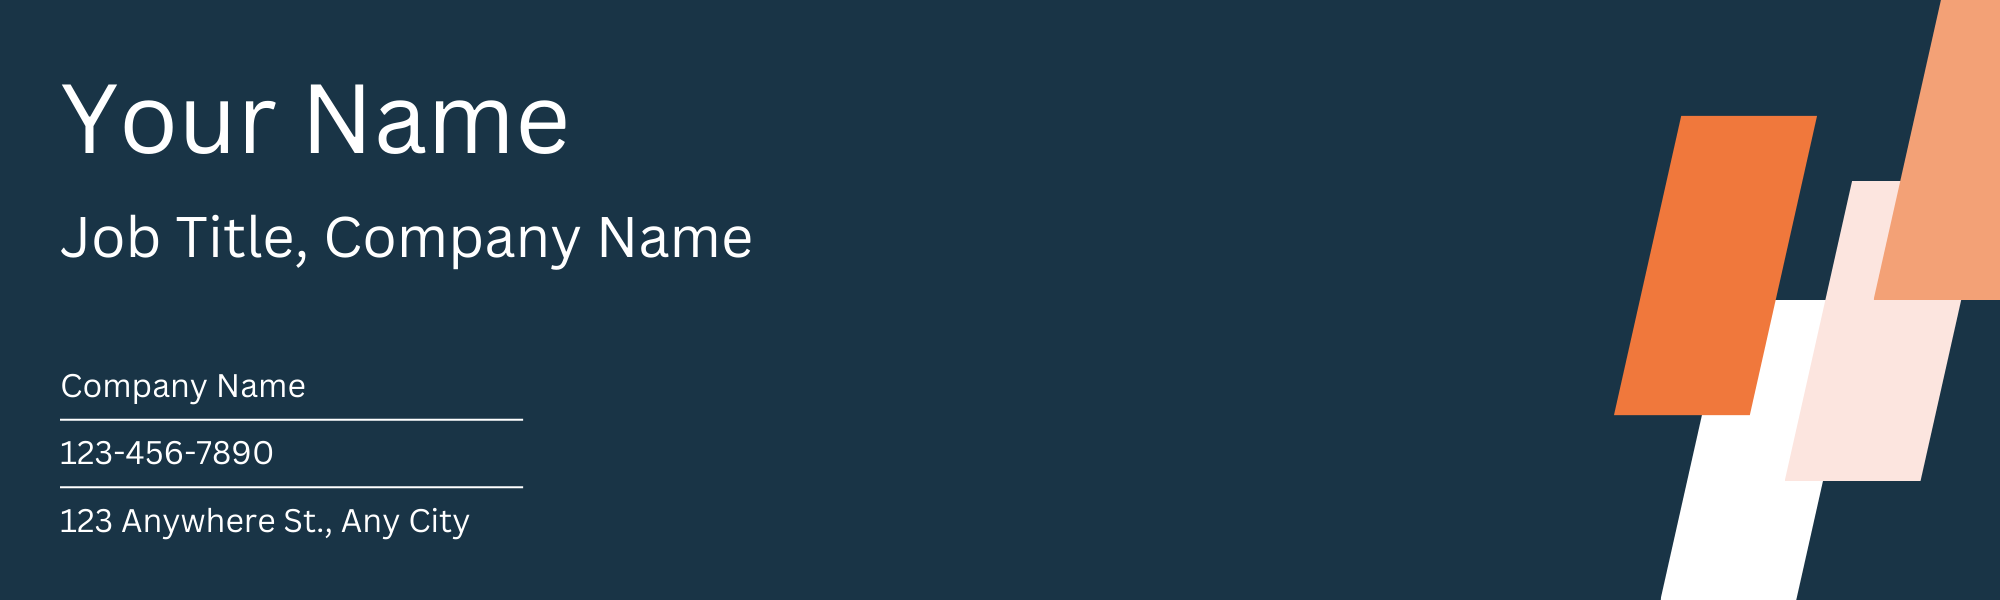 Your Name
Job Title, Company Name
Company Name
123-456-7890
123 Anywhere St., Any City